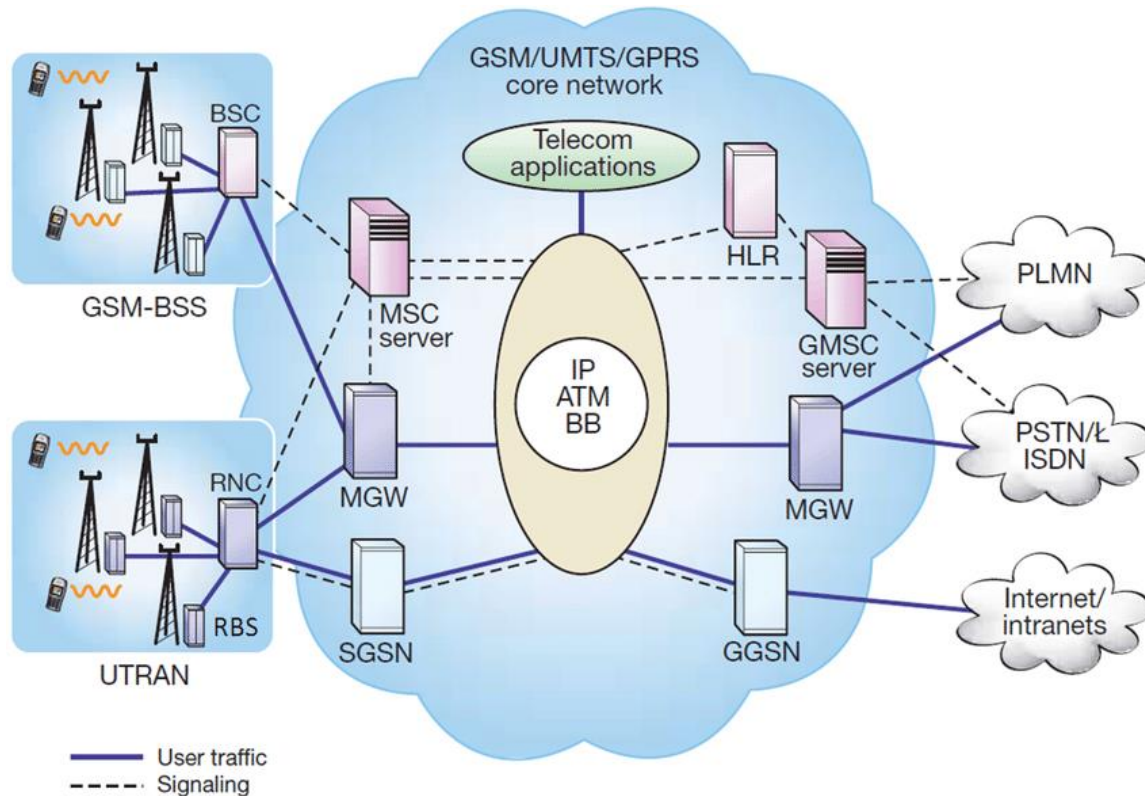 GSM/UMTS/GPRS
core network
BSC
Telecom
applications
HLR
GSM-BSS
MSC
server
GMSC
server
PLMN
IP
ATM
BB
RNC
MGW
MGW
PSTN/Ł
ISDN
RBS
SGSN
GGSN
Internet/
intranets
UTRAN
User traffic
Signaling